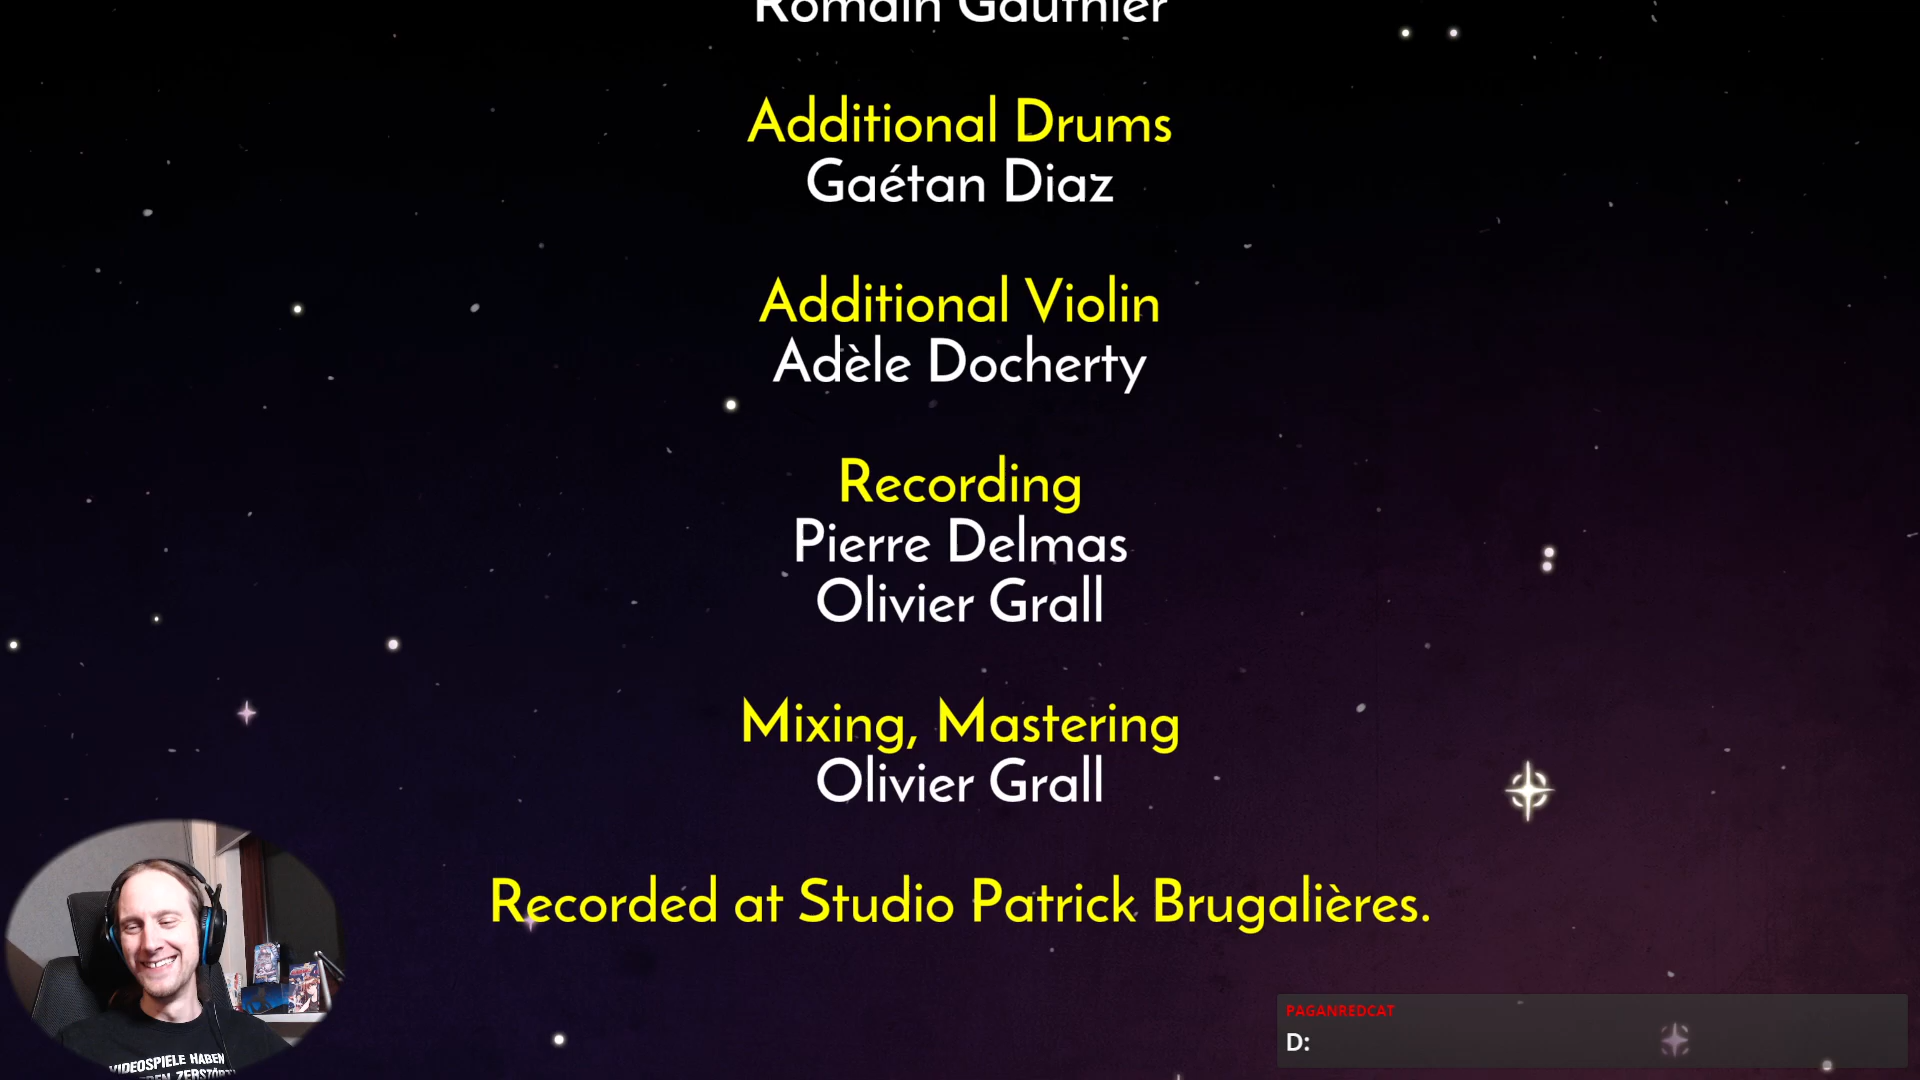 Romain Gauthier
Additional Drums
Gaétan Diaz
Additional Violin
Adèle Docherty
Recording
Pierre Delmas
Olivier Grall
Mixing, Mastering
Olivier Grall
Recorded at Studio Patrick Brugalières.
VIDEOSPIELE HABEN
ZERSTÖRT
PAGANREDCAT
D: